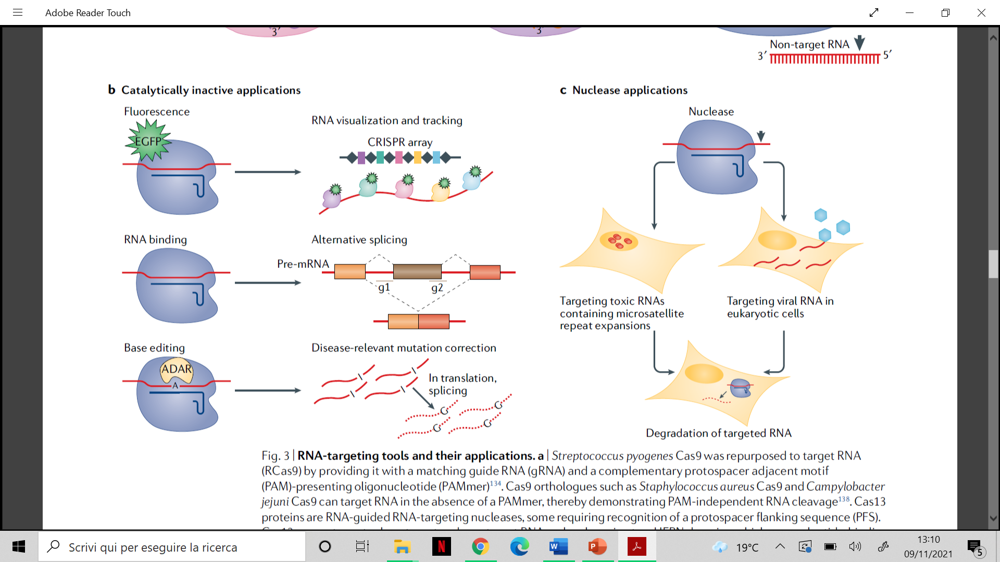 Adobe Reader Touch
3′
3′
Non-target RNA
3′
5′
b Catalytically inactive applications
Fluorescence
EGFP
RNA visualization and tracking
CRISPR array
RNA binding
Alternative splicing
Pre-mRNA
g1
g2
Base editing
ADAR
A
Disease-relevant mutation correction
I
I
I
I
In translation,
splicing
G
G
G
G
c Nuclease applications
Nuclease
Targeting toxic RNAs
containing microsatellite
repeat expansions
Targeting viral RNA in
eukaryotic cells
Degradation of targeted RNA
Fig. 3 | RNA-targeting tools and their applications. a | Streptococcus pyogenes Cas9 was repurposed to target RNA
(RCas9) by providing it with a matching guide RNA (gRNA) and a complementary protospacer adjacent motif
(PAM)-presenting oligonucleotide (PAMmer)134. Cas9 orthologues such as Staphylococcus aureus Cas9 and Campylobacter
jejuni Cas9 can target RNA in the absence of a PAMmer, thereby demonstrating PAM-independent RNA cleavage138. Cas13
proteins are RNA-guided RNA-targeting nucleases, some requiring recognition of a protospacer flanking sequence (PFS).
Scrivi qui per eseguire la ricerca
N
W
P
19°C
13:10
09/11/2021
5